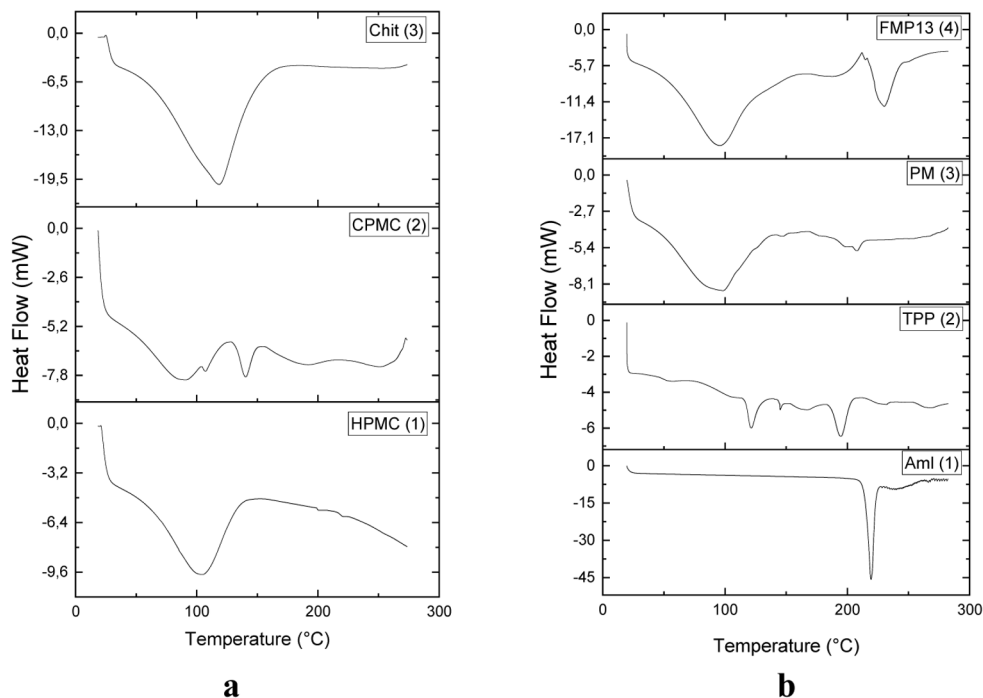 Chit (3)
0,0
-6,5
-13,0
-19,5
CPMC (2)
0,0
-2,6
-5,2
-7,8
HPMC (1)
0,0
-3,2
-6,4
-9,6
Heat Flow (mW)
0
100
200
300
Temperature (°C)
a
FMP13 (4)
0,0
-5,7
-11,4
-17,1
PM (3)
0,0
-2,7
-5,4
-8,1
TPP (2)
0
-2
-4
-6
Aml (1)
0
-15
-30
-45
Heat Flow (mW)
0
100
200
300
Temperature (°C)
b